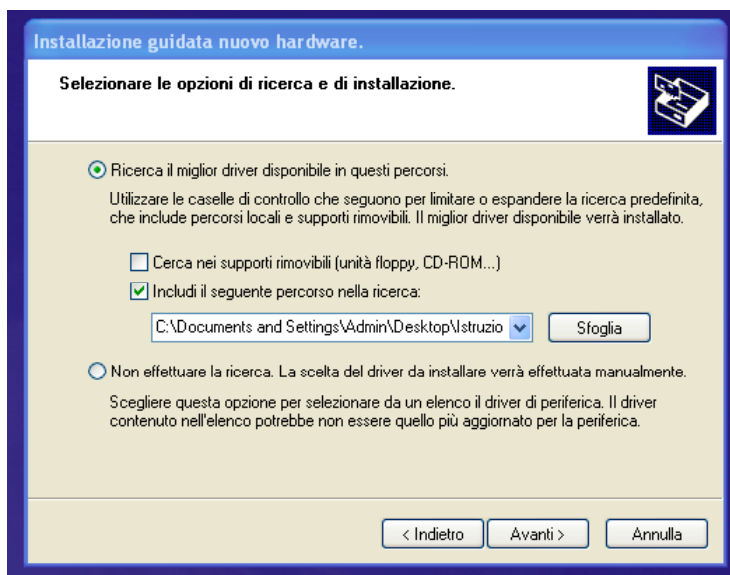 Installazione guidata nuovo hardware.
Selezionare le opzioni di ricerca e di installazione.
Ricerca il miglior driver disponibile in questi percorsi.
Utilizzare le caselle di controllo che seguono per limitare o espandere la ricerca predefinita,
che include percorsi locali e supporti rimovibili. Il miglior driver disponibile verrà installato.
Cerca nei supporti rimovibili (unità floppy, CD-ROM...)
Includi il seguente percorso nella ricerca:
C:\Documents and Settings\Admin\Desktop\Istruzio
Sfoglia
Non effettuare la ricerca. La scelta del driver da installare verrà effettuata manualmente.
Scegliere questa opzione per selezionare da un elenco il driver di periferica. Il driver
contenuto nell'elenco potrebbe non essere quello più aggiornato per la periferica.
< Indietro Avanti > Annulla